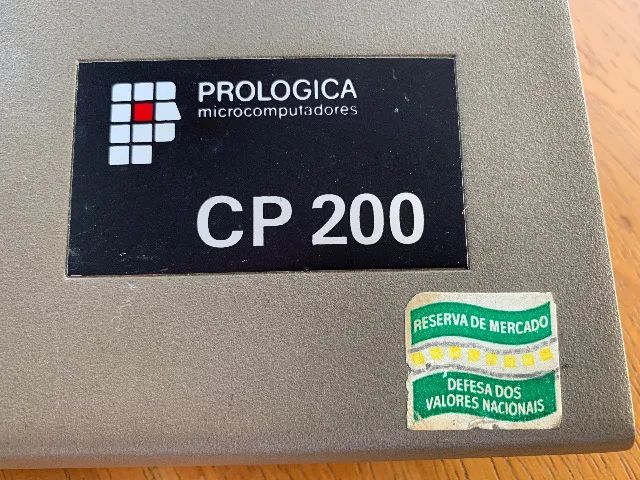 PROLOGICA
microcomputadores
CP 200
RESERVA DE MERCADO
DEFESA DOS
VALORES NACIONAIS